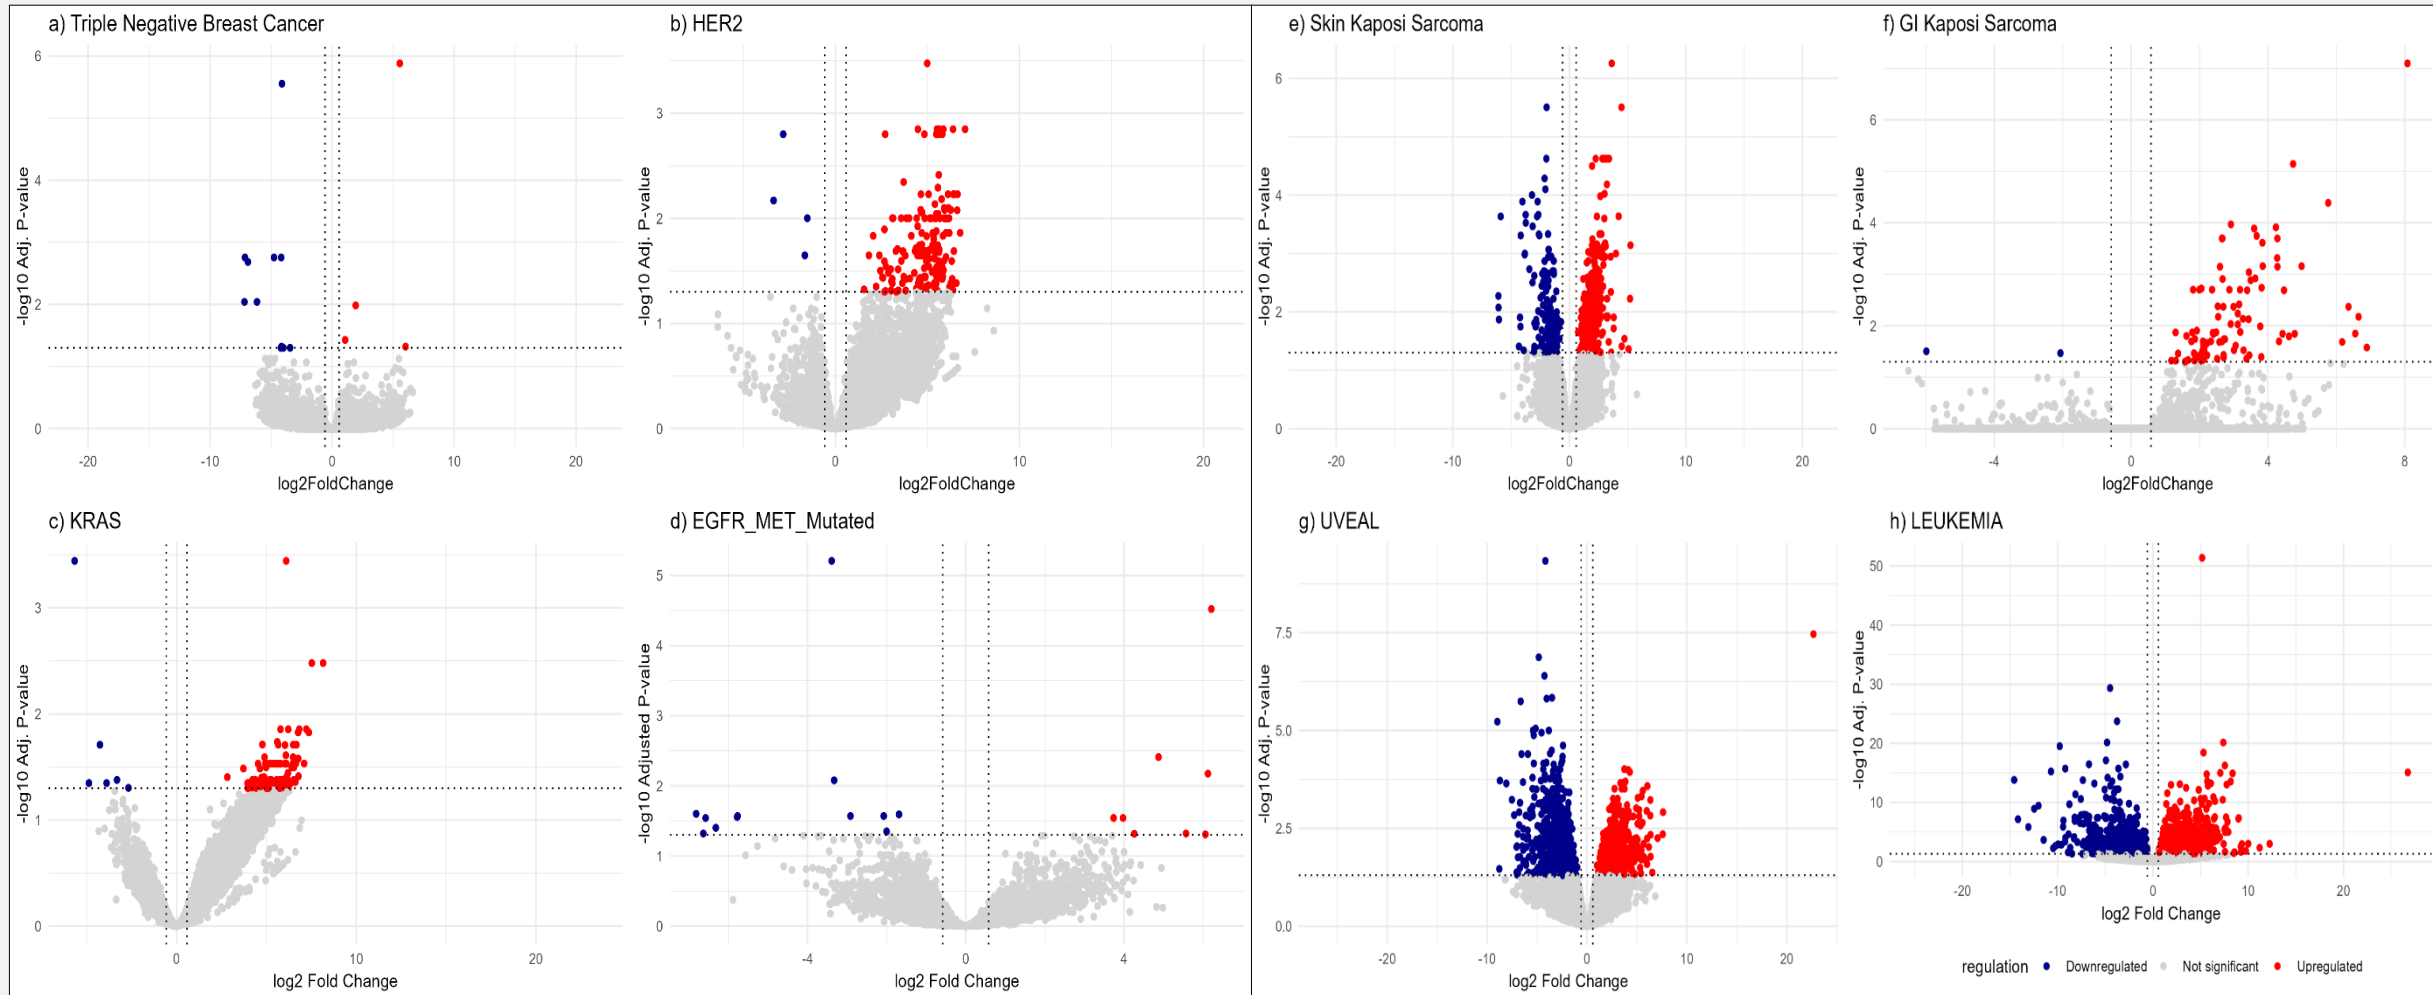 a) Triple Negative Breast Cancer
-log10 Adj. P-value
6
4
2
0
-20 -10 0 10 20
log2FoldChange
b) HER2
-log10 Adj. P-value
3
2
1
0
0 10 20
log2FoldChange
e) Skin Kaposi Sarcoma
-log10 Adj. P-value
6
4
2
0
-20 -10 0 10 20
log2FoldChange
f) GI Kaposi Sarcoma
-log10 Adj. P-value
6
4
2
0
-4 0 4 8
log2FoldChange
c) KRAS
-log10 Adj. P-value
3
2
1
0
0 10 20
log2 Fold Change
d) EGFR_MET_Mutated
-log10 Adjusted P-value
5
4
3
2
1
0
-4 0 4
log2 Fold Change
g) UVEAL
-log10 Adj. P-value
7.5
5.0
2.5
0.0
-20 -10 0 10 20
log2 Fold Change
h) LEUKEMIA
-log10 Adj. P-value
50
40
30
20
10
0
-20 -10 0 10 20
log2 Fold Change
regulation Downregulated Not significant Upregulated